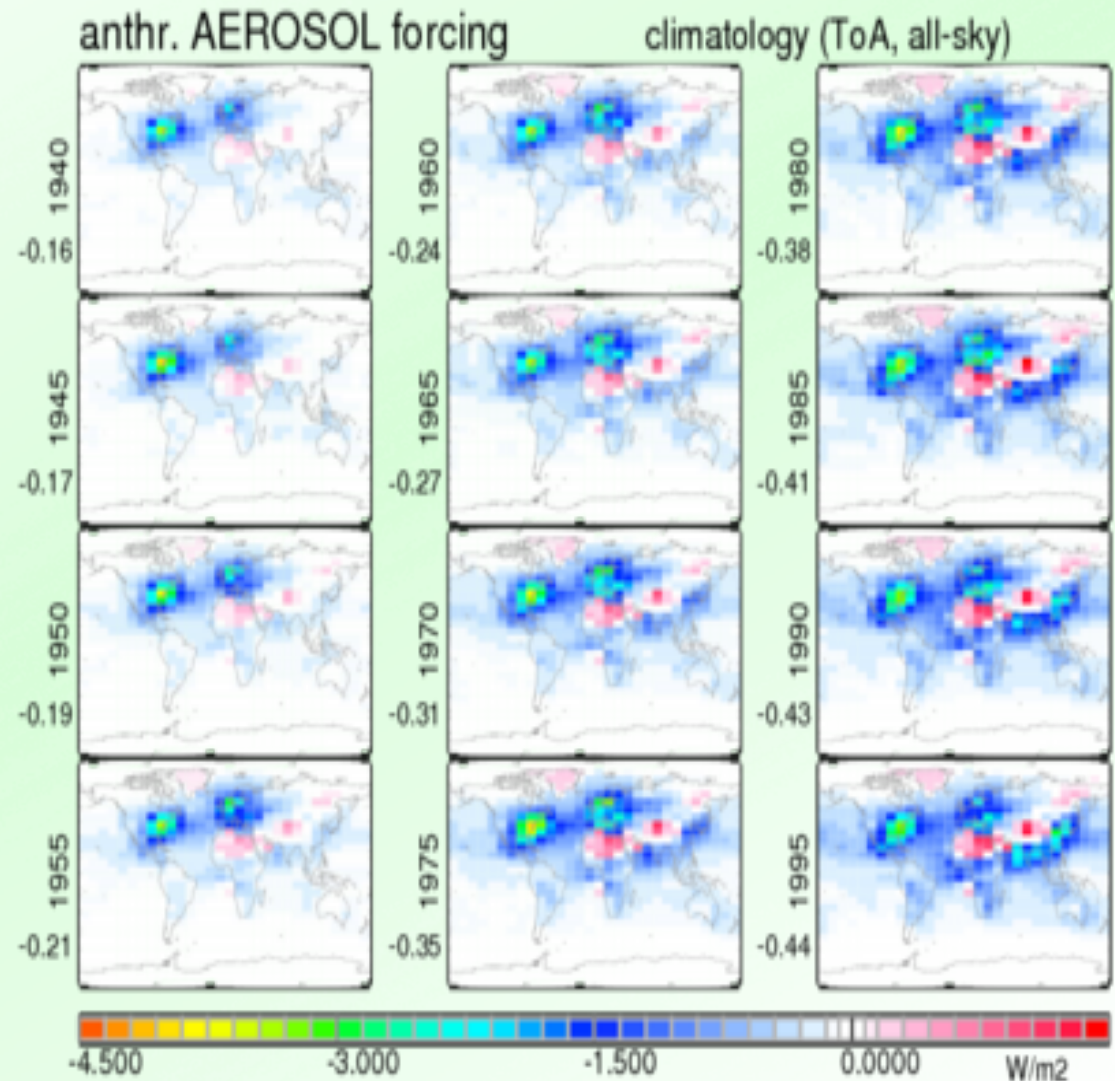 anthr. AEROSOL forcing climatology (ToA, all-sky)
1940 1960 1980
-0.16 -0.24 -0.38
1945 1965 1985
-0.17 -0.27 -0.41
1950 1970 1990
-0.19 -0.31 -0.43
1955 1975 1995
-0.21 -0.35 -0.44
-4.500 -3.000 -1.500 0.0000 W/m2